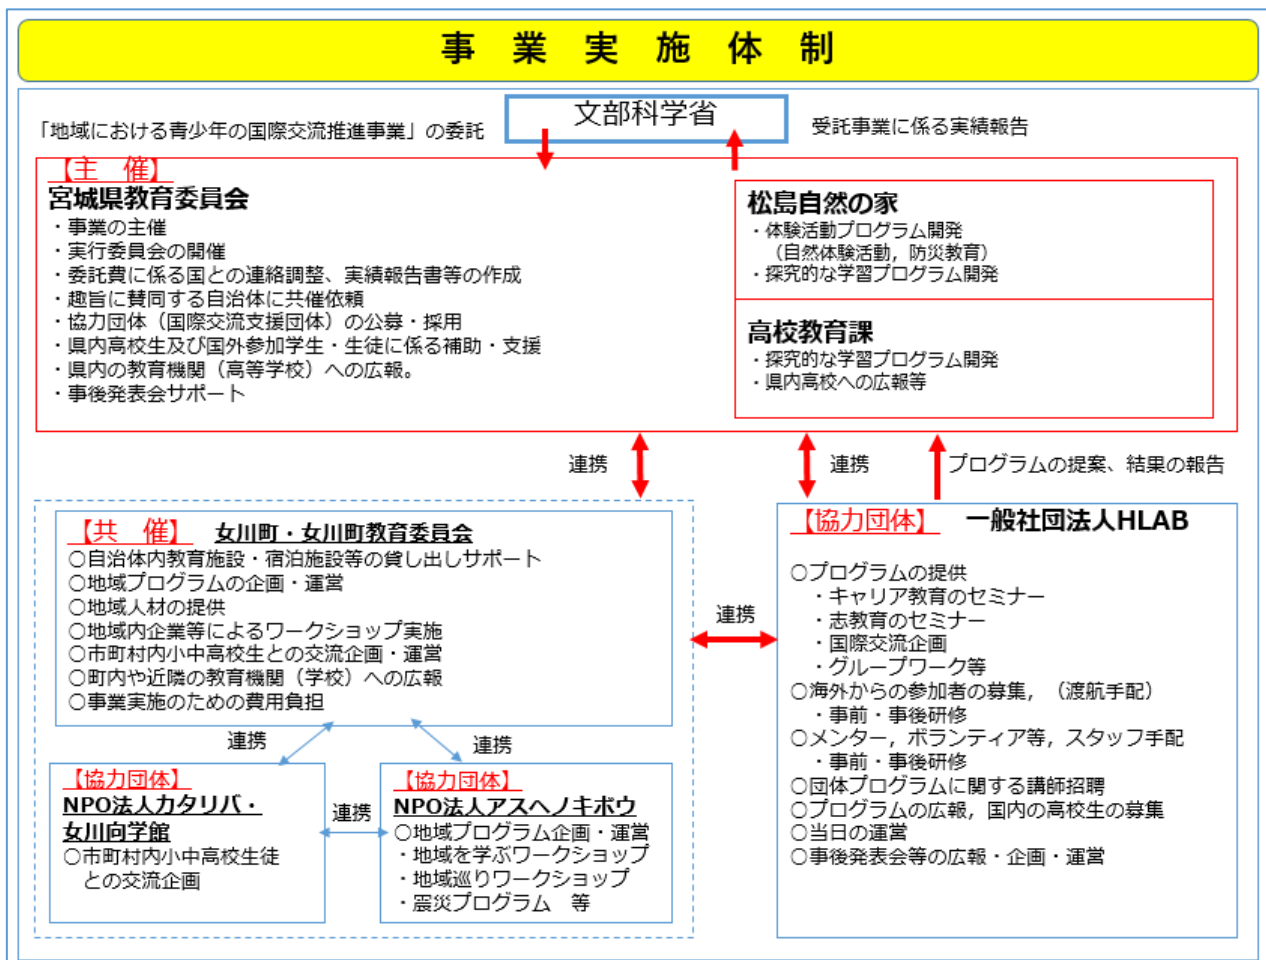 事業実施体制
文部科学省
「地域における青少年の国際交流推進事業」の委託
受託事業に係る実績報告
【主　催】
宮城県教育委員会
・事業の主催
・実行委員会の開催
・委託費に係る国との連絡調整、実績報告書等の作成
・趣旨に賛同する自治体に共催依頼
・協力団体（国際交流支援団体）の公募・採用
・県内高校生及び国外参加学生・生徒に係る補助・支援
・県内の教育機関（高等学校）への広報。
・事後発表会サポート
松島自然の家
・体験活動プログラム開発
（自然体験活動，防災教育）
・探究的な学習プログラム開発
高校教育課
・探究的な学習プログラム開発
・県内高校への広報等
連携
連携
プログラムの提案、結果の報告
【共　催】 女川町・女川町教育委員会
○自治体内教育施設・宿泊施設等の貸し出しサポート
○地域プログラムの企画・運営
○地域人材の提供
○地域内企業等によるワークショップ実施
○市町村内小中高校生との交流企画・運営
○町内や近隣の教育機関（学校）への広報
○事業実施のための費用負担
連携
連携
【協力団体】
NPO法人カタリバ・
女川向学館
○市町村内小中高校生徒
との交流企画
連携
【協力団体】
NPO法人アスヘノキボウ
○地域プログラム企画・運営
・地域を学ぶワークショップ
・地域巡りワークショップ
・震災プログラム　等
連携
【協力団体】 一般社団法人HLAB
○プログラムの提供
・キャリア教育のセミナー
・志教育のセミナー
・国際交流企画
・グループワーク等
○海外からの参加者の募集，（渡航手配）
・事前・事後研修
○メンター，ボランティア等，スタッフ手配
・事前・事後研修
○団体プログラムに関する講師招聘
○プログラムの広報，国内の高校生の募集
○当日の運営
○事後発表会等の広報・企画・運営